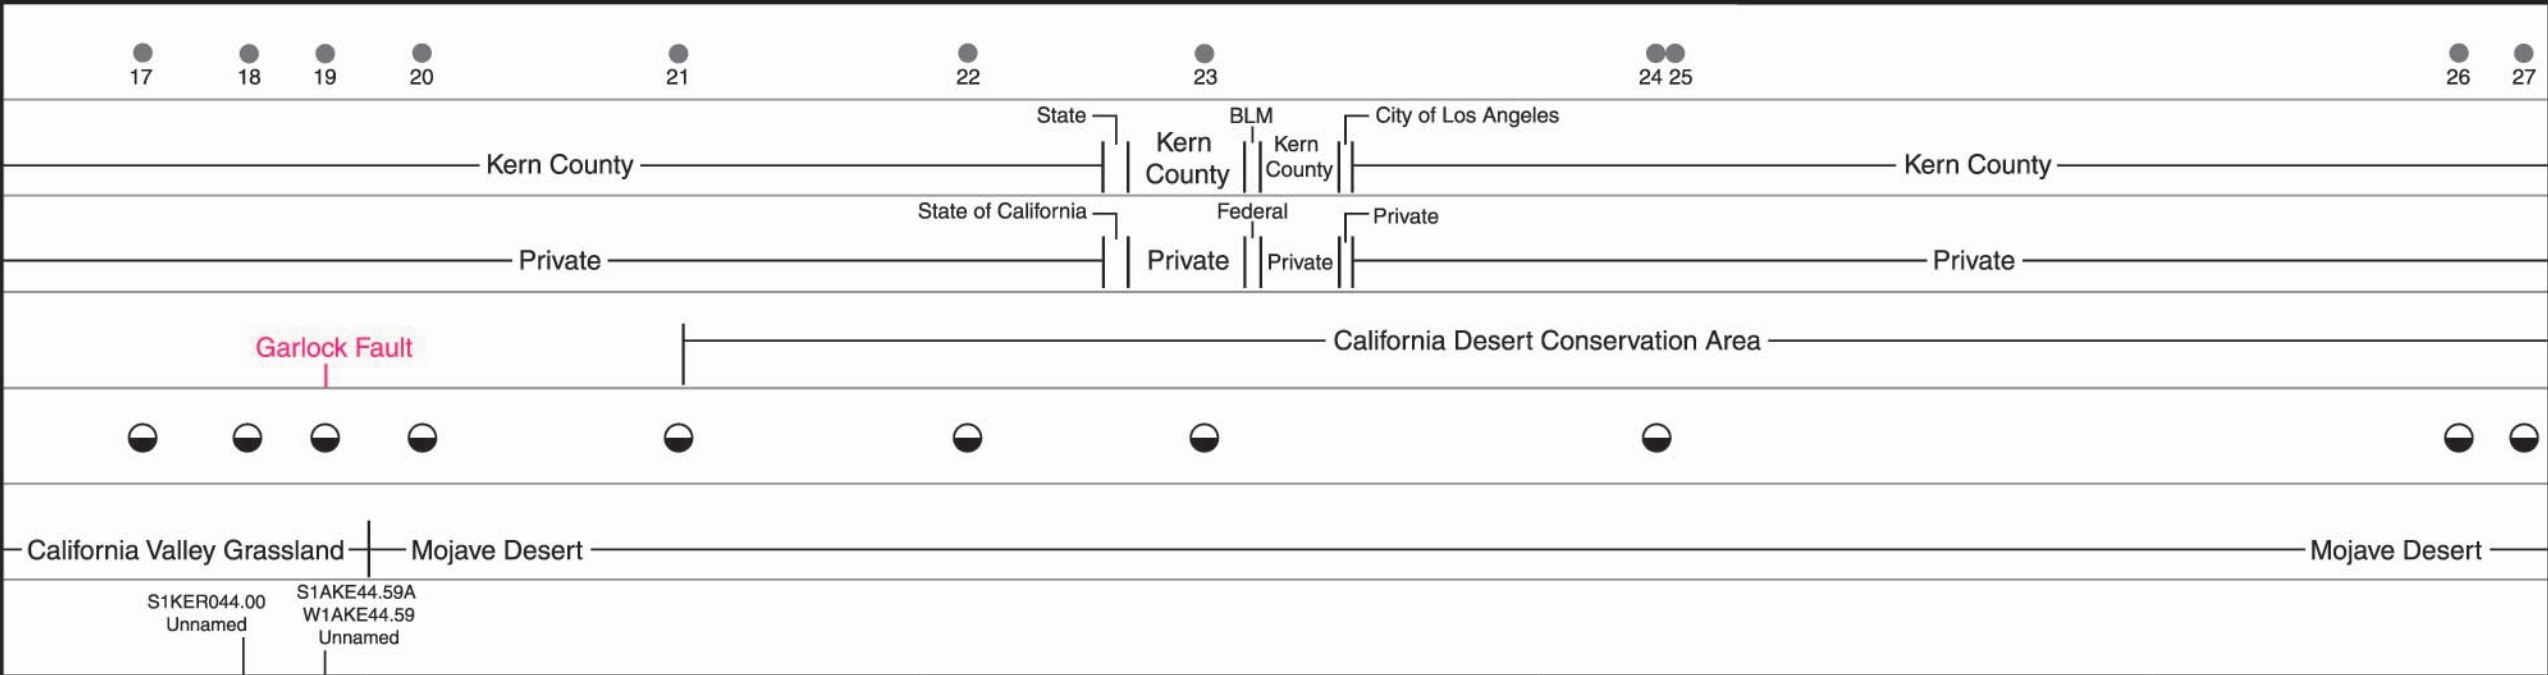 17 18 19 20 21 22 23 24 25 26 27
State BLM City of Los Angeles
Kern County Kern County Kern County Kern County
State of California Federal Private
Private Private Private Private
Garlock Fault
California Desert Conservation Area
California Valley Grassland Mojave Desert Mojave Desert
S1KER044.00
Unnamed
S1AKE44.59A
W1AKE44.59
Unnamed